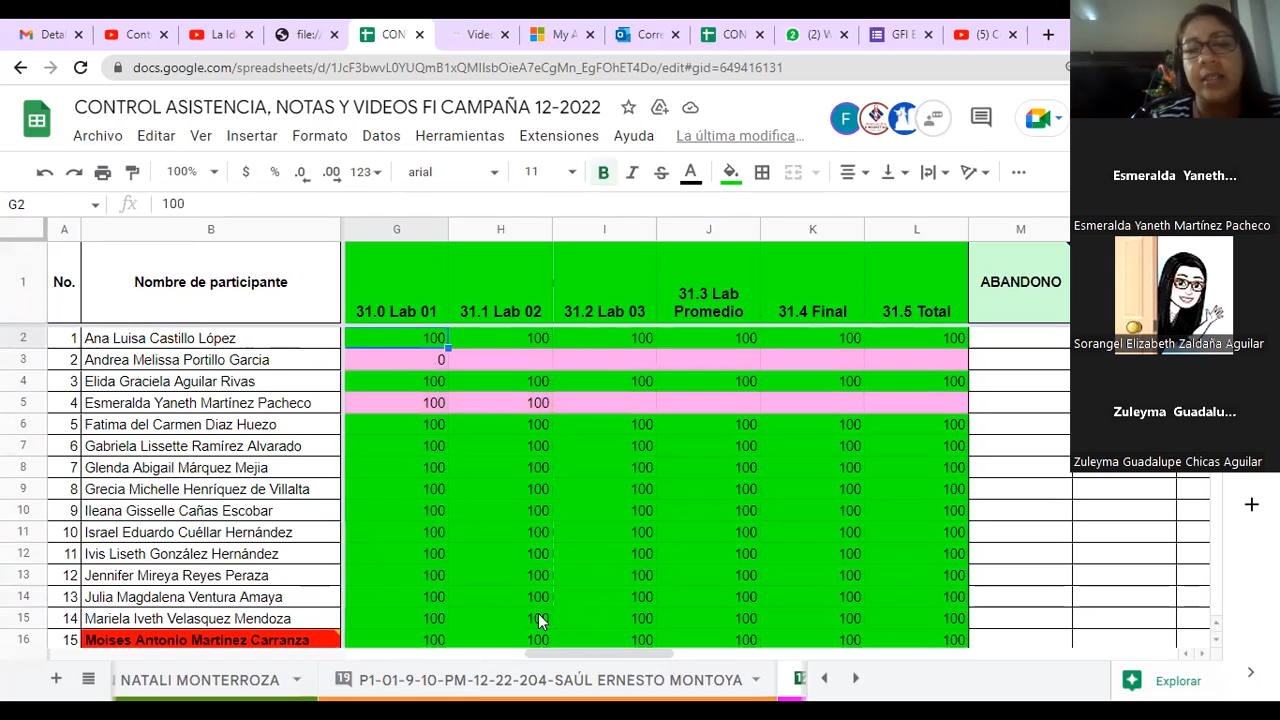 Detal
Cont
La Id
file:/
CON
Video
My A
Corre
CON
(2) W
GFI E
(5) C
docs.google.com/spreadsheets/d/1JcF3bwvL0YUQmB1xQMIIsbOieA7eCgMn_EgFOhET4Do/edit#gid=649416131
CONTROL ASISTENCIA, NOTAS Y VIDEOS FI CAMPAÑA 12-2022
Archivo Editar Ver Insertar Formato Datos Herramientas Extensiones Ayuda La última modifica...
100% $ % .0 .00 123 arial 11 B I S A
G2 fx 100
A B G H I J K L M
1 No. Nombre de participante 31.0 Lab 01 31.1 Lab 02 31.2 Lab 03 31.3 Lab Promedio 31.4 Final 31.5 Total ABANDONO
2 1 Ana Luisa Castillo López 100 100 100 100 100 100
3 2 Andrea Melissa Portillo Garcia 0
4 3 Elida Graciela Aguilar Rivas 100 100 100 100 100 100
5 4 Esmeralda Yaneth Martínez Pacheco 100 100
6 5 Fatima del Carmen Diaz Huezo 100 100 100 100 100 100
7 6 Gabriela Lissette Ramírez Alvarado 100 100 100 100 100 100
8 7 Glenda Abigail Márquez Mejia 100 100 100 100 100 100
9 8 Grecia Michelle Henríquez de Villalta 100 100 100 100 100 100
10 9 Ileana Gisselle Cañas Escobar 100 100 100 100 100 100
11 10 Israel Eduardo Cuéllar Hernández 100 100 100 100 100 100
12 11 Ivis Liseth González Hernández 100 100 100 100 100 100
13 12 Jennifer Mireya Reyes Peraza 100 100 100 100 100 100
14 13 Julia Magdalena Ventura Amaya 100 100 100 100 100 100
15 14 Mariela Iveth Velasquez Mendoza 100 100 100 100 100 100
16 15 Moises Antonio Martinez Carranza 100 100 100 100 100 100
NATALI MONTERROZA
19 P1-01-9-10-PM-12-22-204-SAÚL ERNESTO MONTOYA
Explorar
Esmeralda Yaneth...
Esmeralda Yaneth Martínez Pacheco
Sorangel Elizabeth Zaldaña Aguilar
Zuleyma Guadalu...
Zuleyma Guadalupe Chicas Aguilar